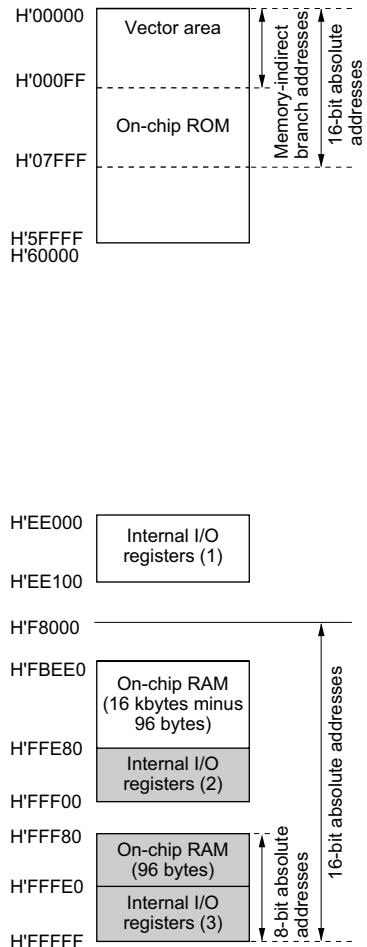 H'00000
Vector area
H'000FF
On-chip ROM
H'07FFF
H'5FFFF
H'60000
Memory-indirect
branch addresses
16-bit absolute
addresses
H'EE000
Internal I/O
registers (1)
H'EE100
H'F8000
H'FBEE0
On-chip RAM
(16 kbytes minus
96 bytes)
H'FFE80
Internal I/O
registers (2)
H'FFF00
H'FFF80
On-chip RAM
(96 bytes)
H'FFFE0
Internal I/O
registers (3)
H'FFFFF
8-bit absolute
addresses
16-bit absolute addresses